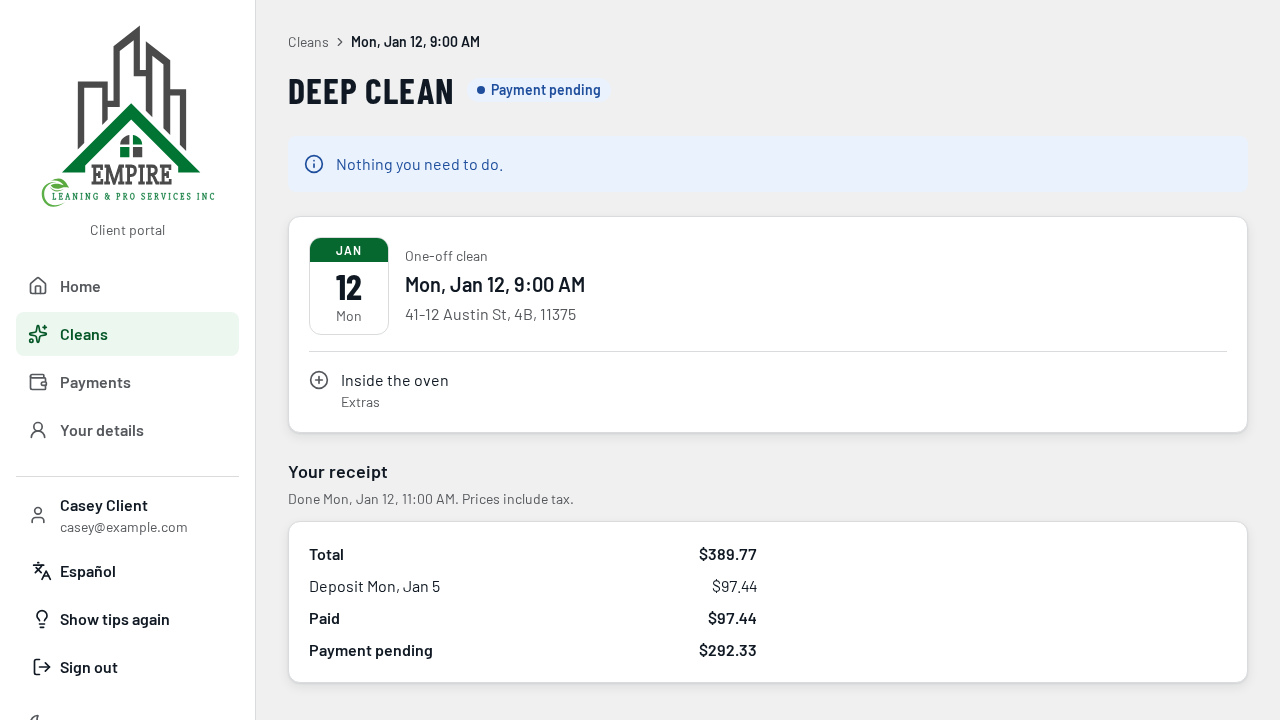 EMPIRE
LEANING & PRO SERVICES INC
Client portal
Home
Cleans
Payments
Your details
Casey Client
casey@example.com
Español
Show tips again
Sign out
Cleans > Mon, Jan 12, 9:00 AM
DEEP CLEAN
Payment pending
Nothing you need to do.
JAN
12
Mon
One-off clean
Mon, Jan 12, 9:00 AM
41-12 Austin St, 4B, 11375
Inside the oven
Extras
Your receipt
Done Mon, Jan 12, 11:00 AM. Prices include tax.
Total $389.77
Deposit Mon, Jan 5 $97.44
Paid $97.44
Payment pending $292.33